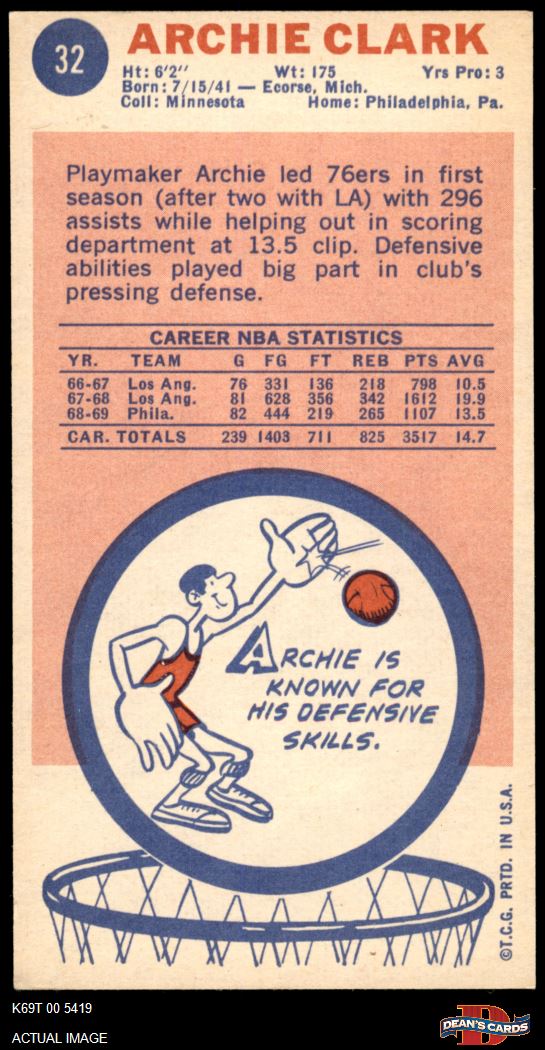 32
ARCHIE CLARK
Ht: 6'2'' Wt: 175 Yrs Pro: 3
Born: 7/15/41 — Ecorse, Mich.
Coll: Minnesota Home: Philadelphia, Pa.
Playmaker Archie led 76ers in first
season (after two with LA) with 296
assists while helping out in scoring
department at 13.5 clip. Defensive
abilities played big part in club's
pressing defense.
CAREER NBA STATISTICS
YR. TEAM G FG FT REB PTS AVG
66-67 Los Ang. 76 331 136 218 798 10.5
67-68 Los Ang. 81 628 356 342 1612 19.9
68-69 Phila. 82 444 219 265 1107 13.5
CAR. TOTALS 239 1403 711 825 3517 14.7
ARCHIE IS
KNOWN FOR
HIS DEFENSIVE
SKILLS.
©T.C.G. PRTD. IN U.S.A.
K69T 00 5419
ACTUAL IMAGE
D
DEAN'S CARDS